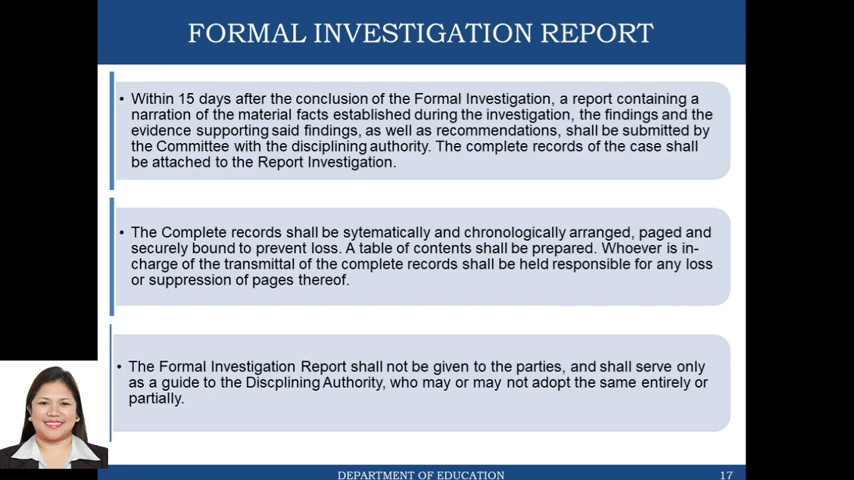 FORMAL INVESTIGATION REPORT
• Within 15 days after the conclusion of the Formal Investigation, a report containing a
narration of the material facts established during the investigation, the findings and the
evidence supporting said findings, as well as recommendations, shall be submitted by
the Committee with the disciplining authority. The complete records of the case shall
be attached to the Report Investigation.
• The Complete records shall be sytematically and chronologically arranged, paged and
securely bound to prevent loss. A table of contents shall be prepared. Whoever is in-
charge of the transmittal of the complete records shall be held responsible for any loss
or suppression of pages thereof.
• The Formal Investigation Report shall not be given to the parties, and shall serve only
as a guide to the Discplining Authority, who may or may not adopt the same entirely or
partially.
DEPARTMENT OF EDUCATION
17